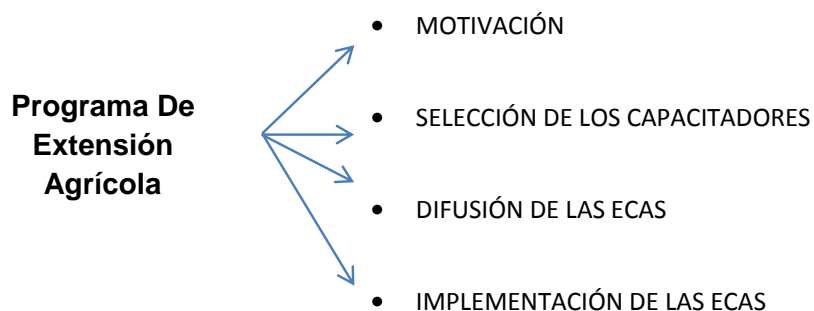 Programa De
Extensión
Agrícola
• MOTIVACIÓN
• SELECCIÓN DE LOS CAPACITADORES
• DIFUSIÓN DE LAS ECAS
• IMPLEMENTACIÓN DE LAS ECAS